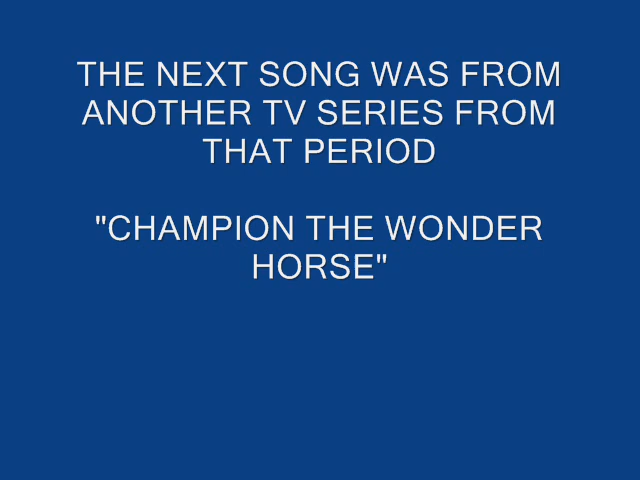 THE NEXT SONG WAS FROM
ANOTHER TV SERIES FROM
THAT PERIOD
"CHAMPION THE WONDER
HORSE"